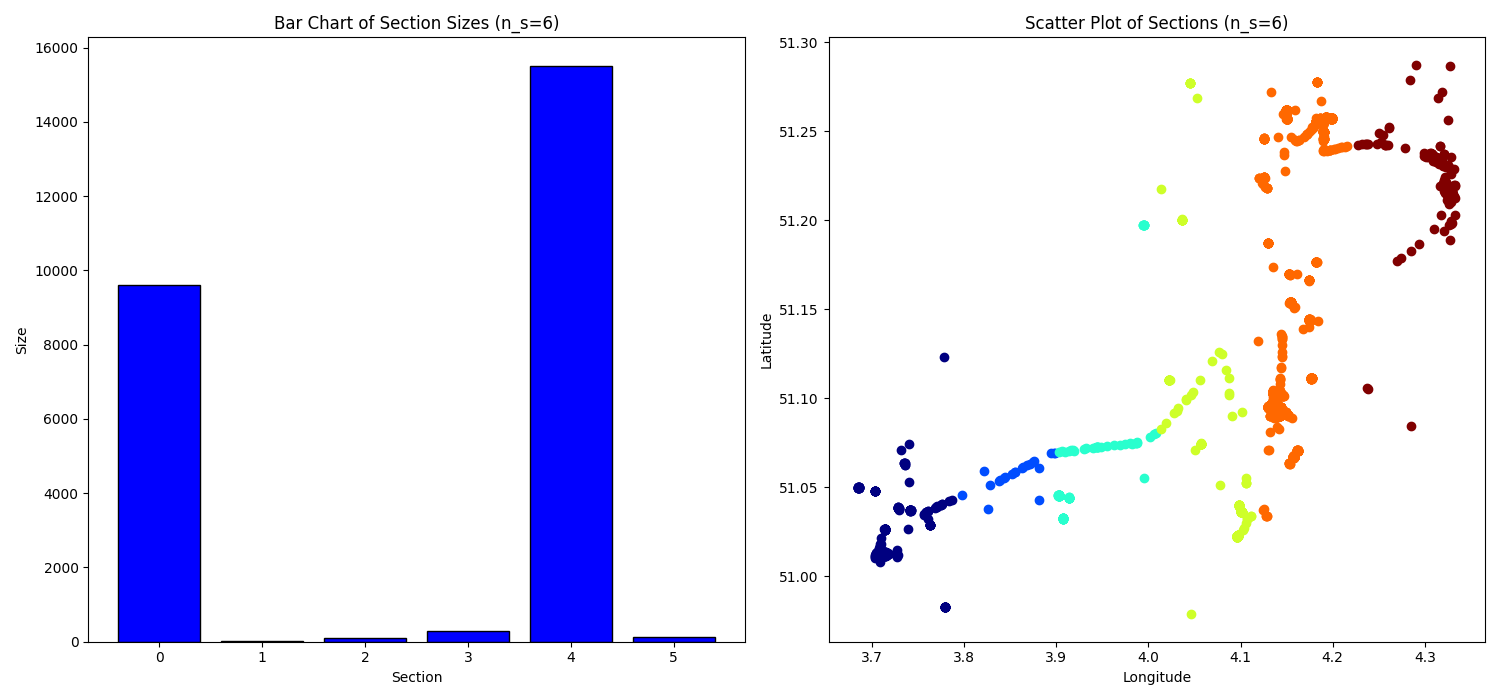 Bar Chart of Section Sizes (n_s=6)
16000
14000
12000
10000
8000
6000
4000
2000
0
Size
0 1 2 3 4 5
Section
Scatter Plot of Sections (n_s=6)
51.30
51.25
51.20
51.15
51.10
51.05
51.00
Latitude
3.7 3.8 3.9 4.0 4.1 4.2 4.3
Longitude